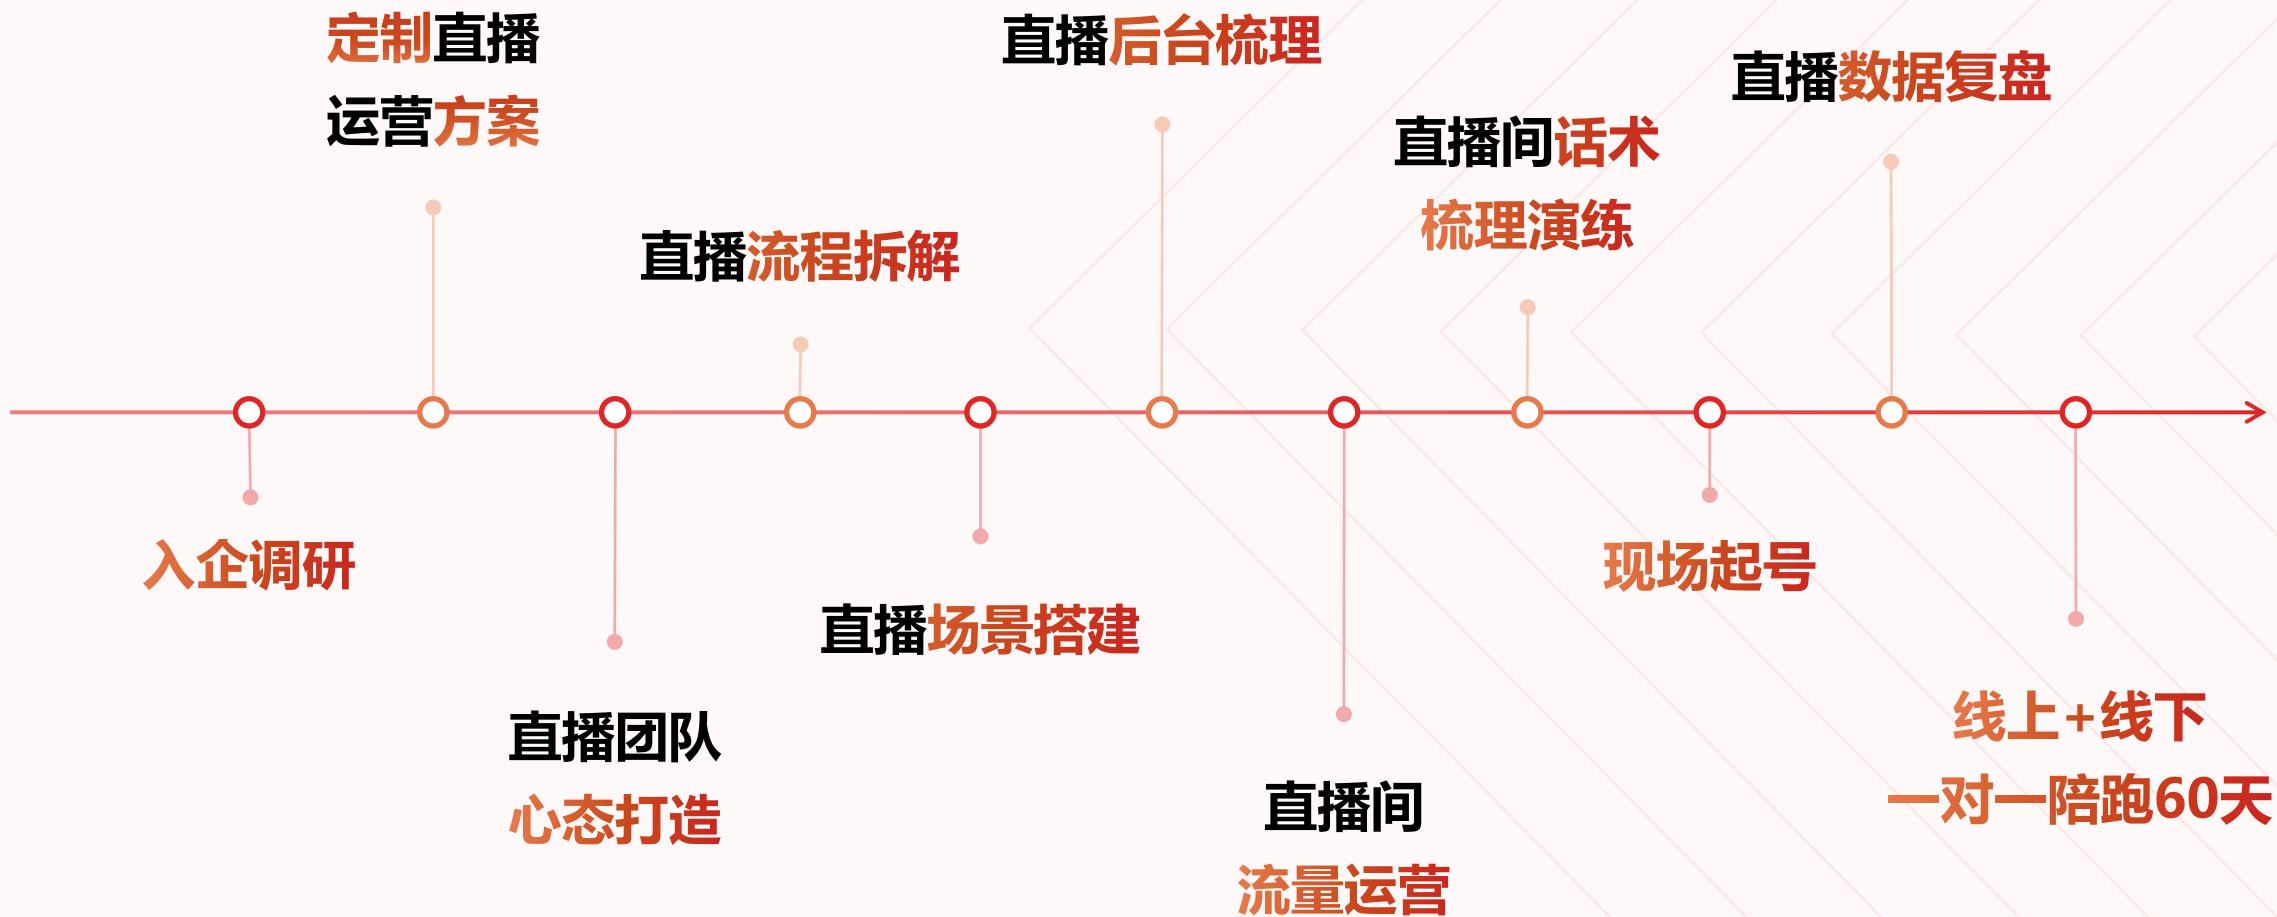 入企调研
定制直播
运营方案
直播团队
心态打造
直播流程拆解
直播场景搭建
直播后台梳理
直播间
流量运营
直播间话术
梳理演练
现场起号
直播数据复盘
线上+线下
一对一陪跑60天